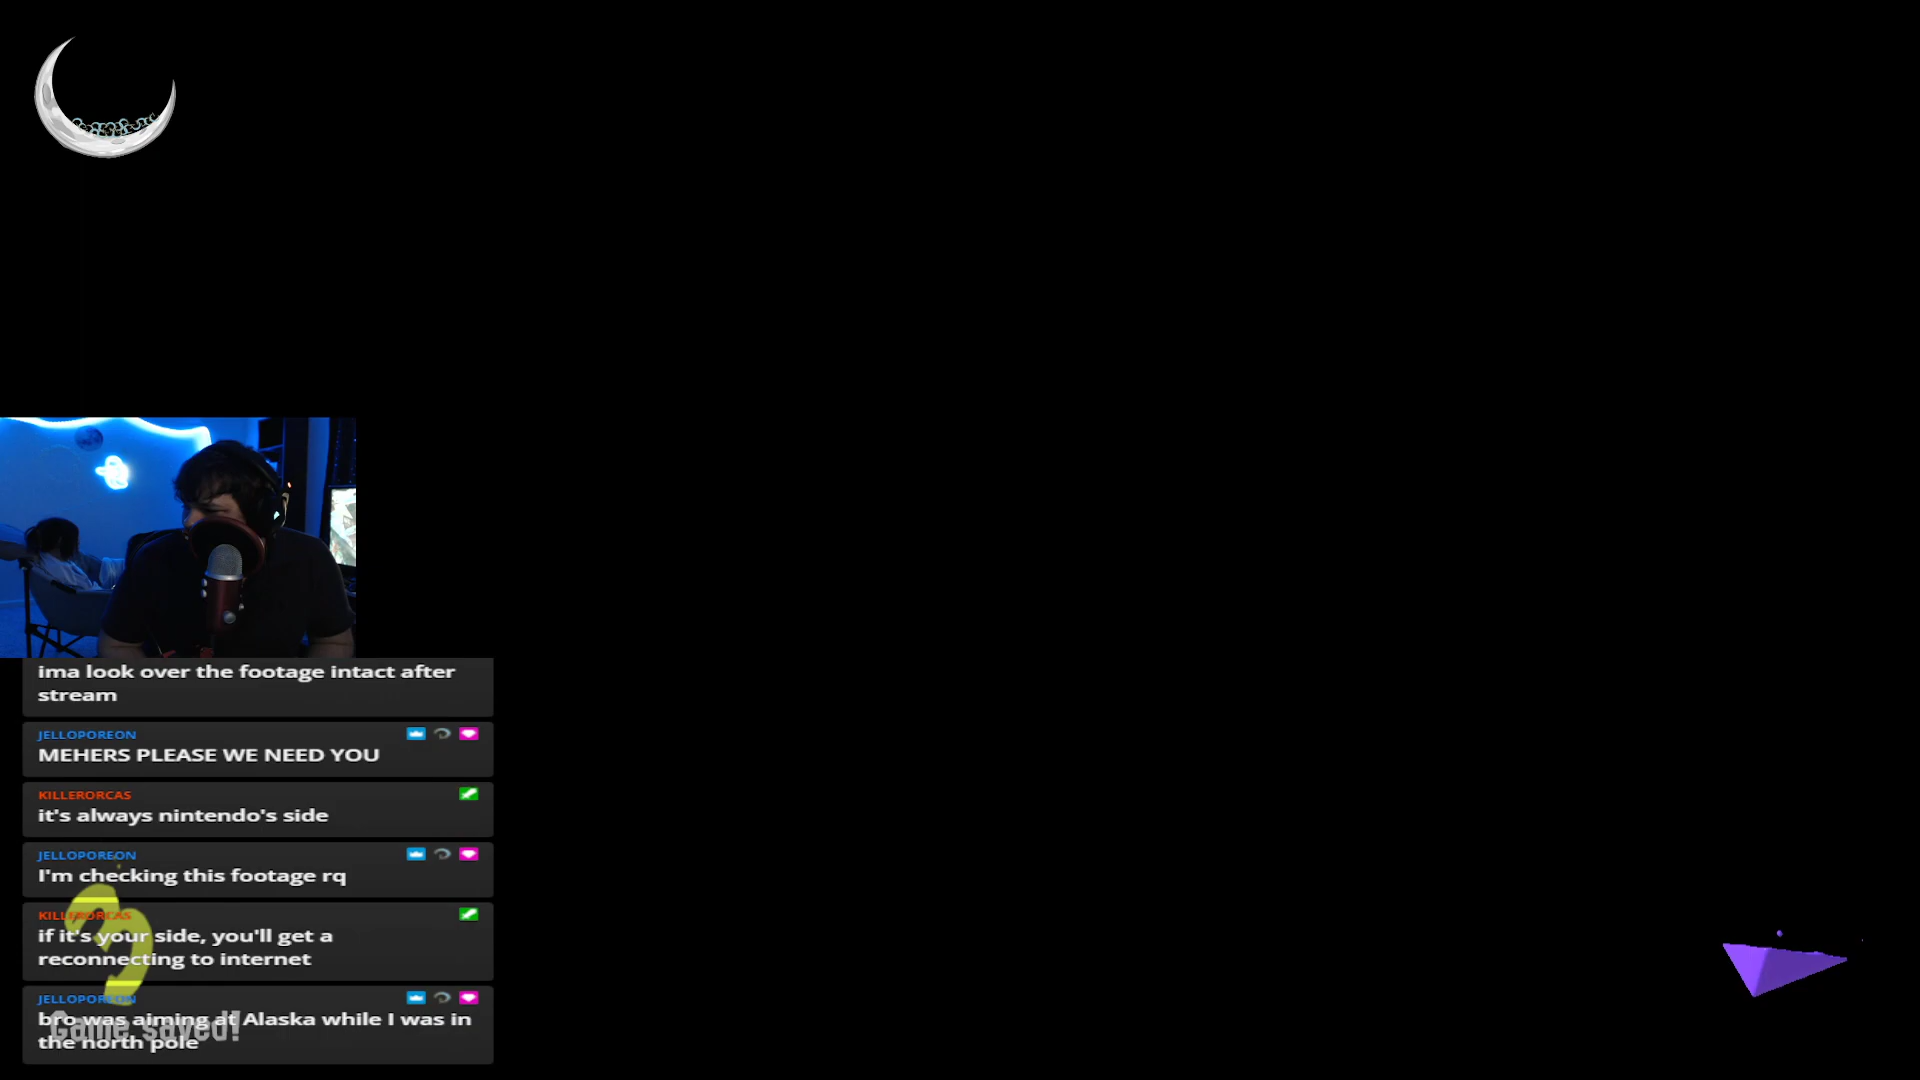 ima look over the footage intact after
stream
JELLOPOREON
MEHERS PLEASE WE NEED YOU
KILLERORCAS
it's always nintendo's side
JELLOPOREON
I'm checking this footage rq
KILLERORCAS
if it's your side, you'll get a
reconnecting to internet
JELLOPOREON
bro was aiming at Alaska while I was in
the north pole
Game saved!